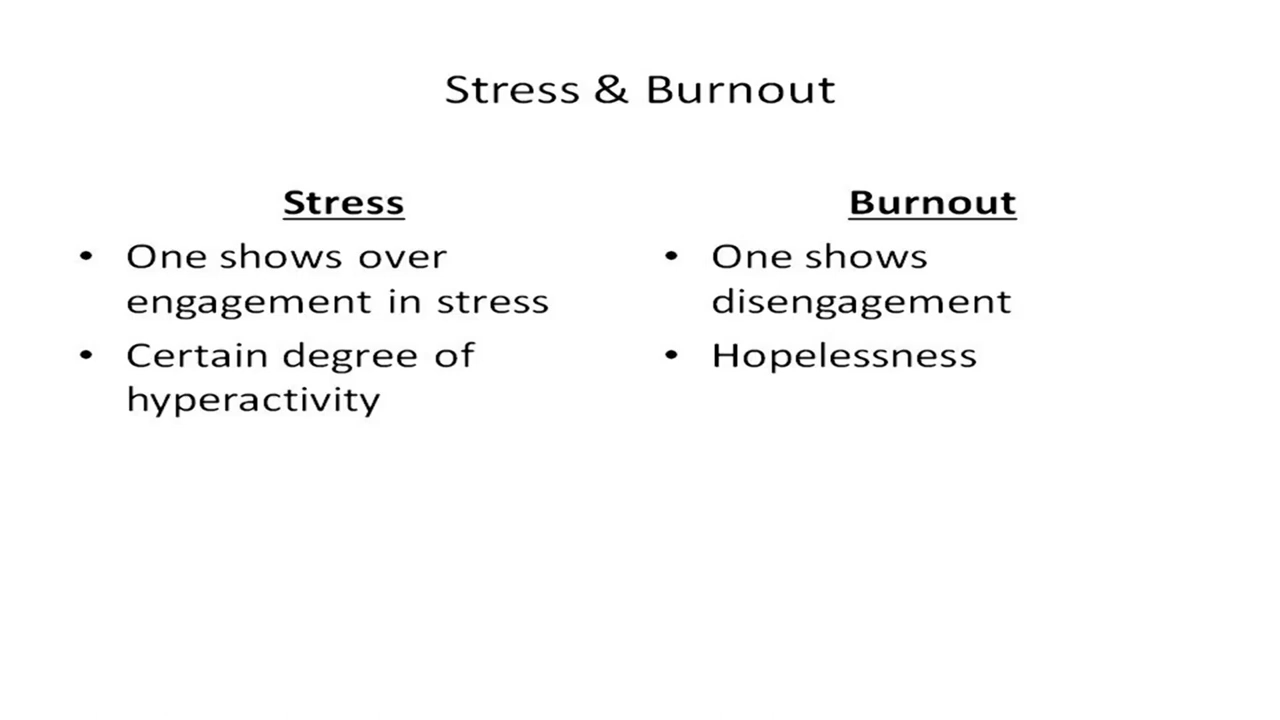 Stress & Burnout
Stress
• One shows over
engagement in stress
• Certain degree of
hyperactivity
Burnout
• One shows
disengagement
• Hopelessness